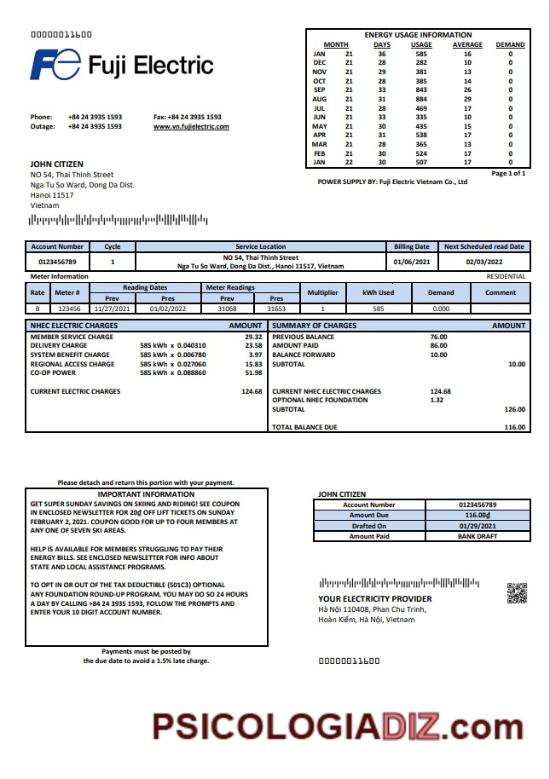 00000011600
Fe Fuji Electric
Phone: +84 24 3935 1593 Fax: +84 24 3935 1593
Outage: +84 24 3935 1593 www.vn.fujielectric.com
ENERGY USAGE INFORMATION
MONTH DAYS USAGE AVERAGE DEMAND
JAN 21 36 585 16 0
DEC 21 28 282 10 0
NOV 21 29 381 13 0
OCT 21 28 385 14 0
SEP 21 33 843 26 0
AUG 21 31 884 29 0
JUL 21 28 469 17 0
JUN 21 33 335 10 0
MAY 21 30 435 15 0
APR 21 31 538 17 0
MAR 21 28 365 13 0
FEB 21 30 524 17 0
JAN 22 30 507 17 0
Page 1 of 1
POWER SUPPLY BY: Fuji Electric Vietnam Co., Ltd
JOHN CITIZEN
NO 54, Thai Thinh Street
Nga Tu So Ward, Dong Da Dist.
Hanoi 11517
Vietnam
Account Number Cycle Service Location Billing Date Next Scheduled read Date
0123456789 1 NO 54, Thai Thinh Street 01/06/2021 02/03/2022
Nga Tu So Ward, Dong Da Dist., Hanoi 11517, Vietnam
Meter Information RESIDENTIAL
Rate Meter # Reading Dates Meter Readings Multiplier kWh Used Demand Comment
Prev Pres Prev Pres
B 123456 11/27/2021 01/02/2022 31068 31653 1 585 0.000
NHEC ELECTRIC CHARGES AMOUNT
MEMBER SERVICE CHARGE 29.32
DELIVERY CHARGE 585 kWh x 0.040310 23.58
SYSTEM BENEFIT CHARGE 585 kWh x 0.006780 3.97
REGIONAL ACCESS CHARGE 585 kWh x 0.027060 15.83
CO-OP POWER 585 kWh x 0.088860 51.98
CURRENT ELECTRIC CHARGES 124.68
SUMMARY OF CHARGES AMOUNT
PREVIOUS BALANCE 76.00
AMOUNT PAID 86.00
BALANCE FORWARD 10.00
SUBTOTAL 10.00
CURRENT NHEC ELECTRIC CHARGES 124.68
OPTIONAL NHEC FOUNDATION 1.32
SUBTOTAL 126.00
TOTAL BALANCE DUE 116.00
Please detach and return this portion with your payment.
IMPORTANT INFORMATION
GET SUPER SUNDAY SAVINGS ON SKIING AND RIDING! SEE COUPON
IN ENCLOSED NEWSLETTER FOR 20₫ OFF LIFT TICKETS ON SUNDAY
FEBRUARY 2, 2021. COUPON GOOD FOR UP TO FOUR MEMBERS AT
ANY ONE OF SEVEN SKI AREAS.
HELP IS AVAILABLE FOR MEMBERS STRUGGLING TO PAY THEIR
ENERGY BILLS. SEE ENCLOSED NEWSLETTER FOR INFO ABOUT
STATE AND LOCAL ASSISTANCE PROGRAMS.
TO OPT IN OR OUT OF THE TAX DEDUCTIBLE (501C3) OPTIONAL
ANY FOUNDATION ROUND-UP PROGRAM, YOU MAY DO SO 24 HOURS
A DAY BY CALLING +84 24 3935 1593, FOLLOW THE PROMPTS AND
ENTER YOUR 10 DIGIT ACCOUNT NUMBER.
Payments must be posted by
the due date to avoid a 1.5% late charge.
JOHN CITIZEN
Account Number 0123456789
Amount Due 116.00₫
Drafted On 01/29/2021
Amount Paid BANK DRAFT
YOUR ELECTRICITY PROVIDER
Hà Nội 110408, Phan Chu Trinh,
Hoàn Kiếm, Hà Nội, Vietnam
00000011600
PSICOLOGIADIZ.com